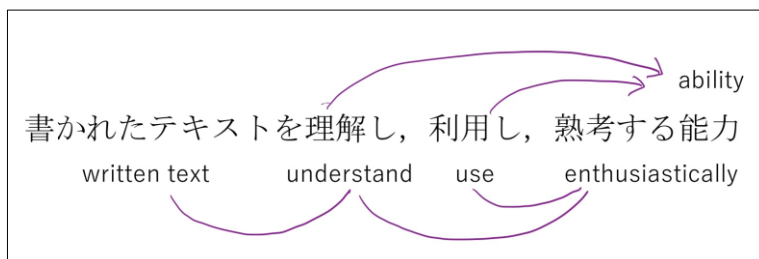 ability
書かれたテキストを理解し，利用し，熟考する能力
written text understand use enthusiastically